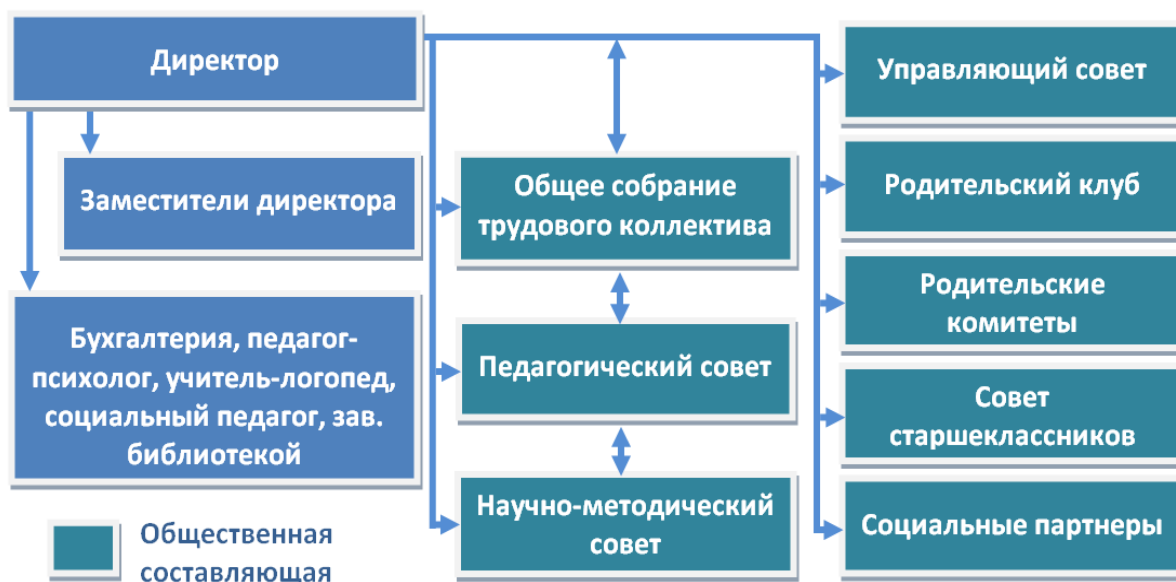 Директор
Заместители директора
Бухгалтерия, педагог-
психолог, учитель-логопед,
социальный педагог, зав.
библиотекой
Общественная
составляющая
Общее собрание
трудового коллектива
Педагогический совет
Научно-методический
совет
Управляющий совет
Родительский клуб
Родительские
комитеты
Совет
старшеклассников
Социальные партнеры